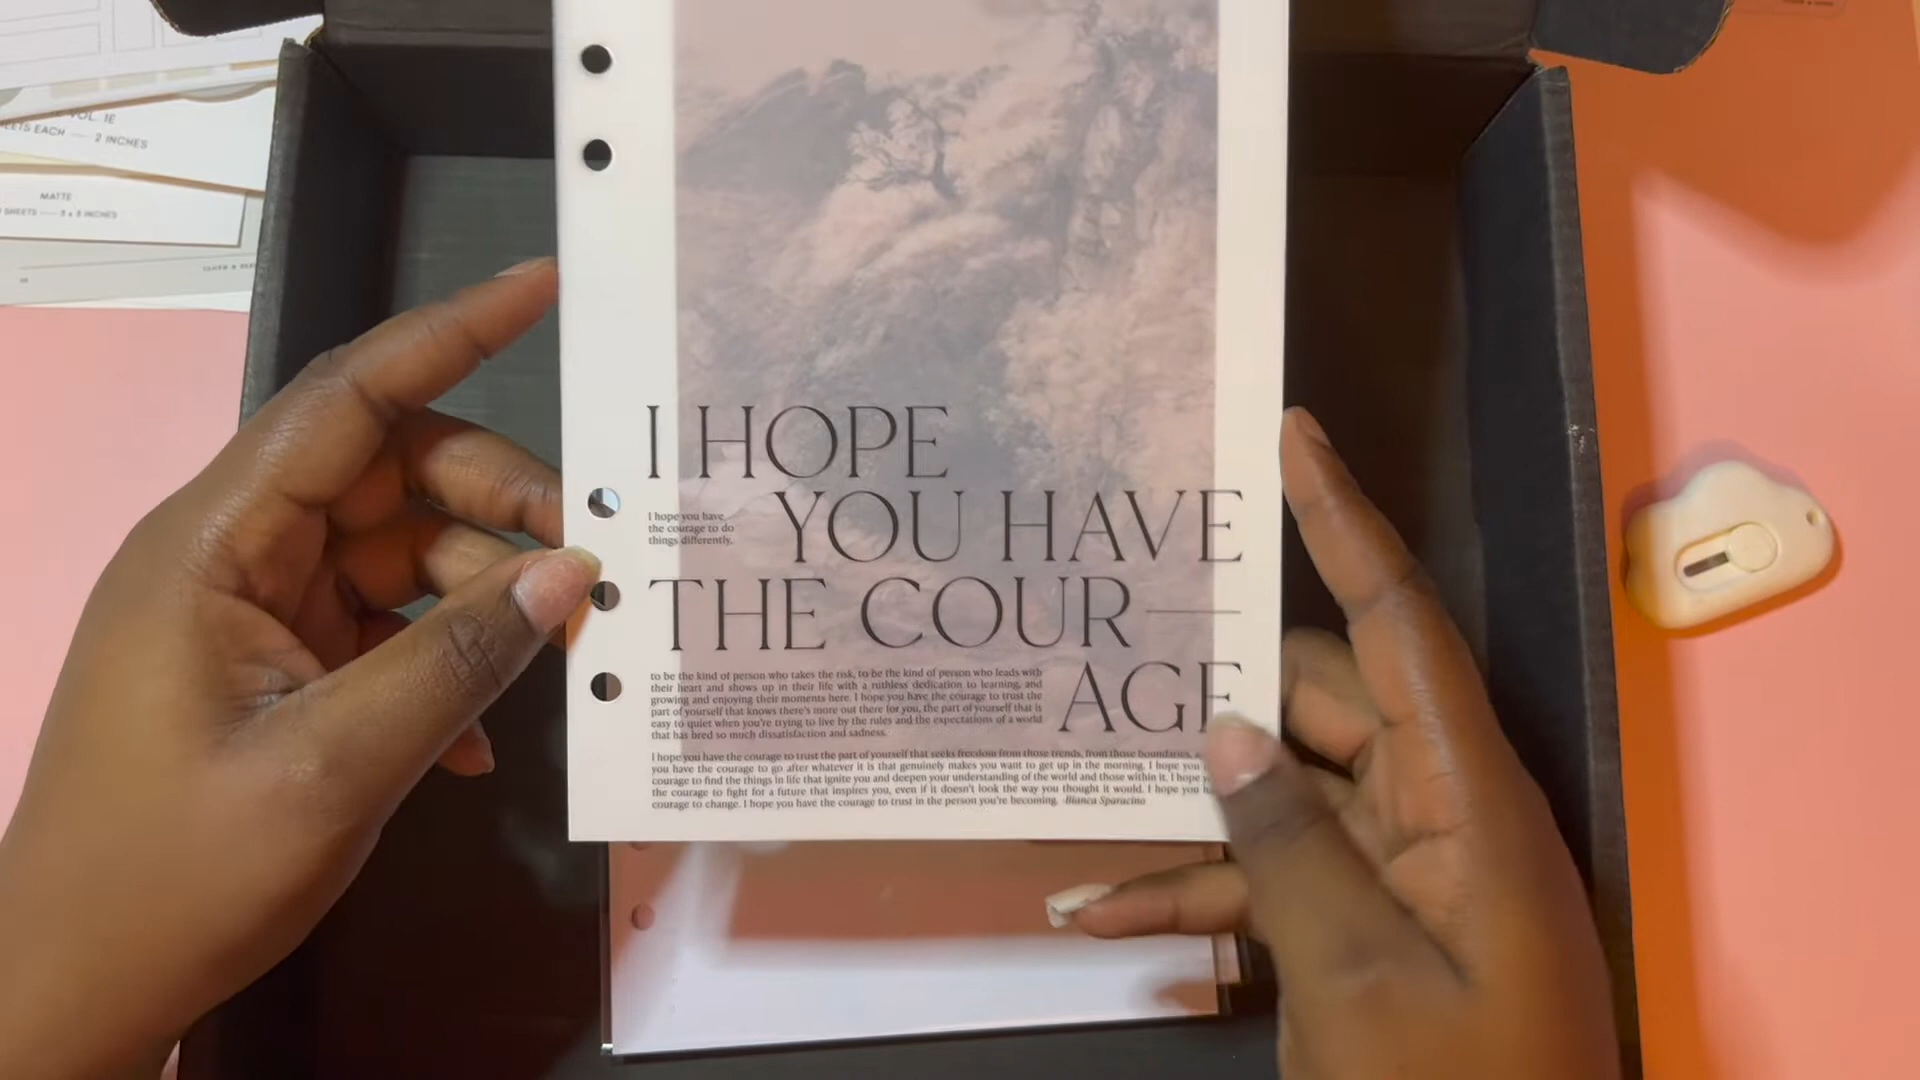 VOL. 1E
EACH — 2 INCHES
MATTE
SHEETS
INCHES
I HOPE
YOU HAVE
I hope you have
the courage to do
things differently.
THE COUR—
AGE
to be the kind of person who takes the risk, to be the kind of person who leads with
their heart and shows up in their life with a ruthless dedication to learning, and
growing and enjoying their moments here. I hope you have the courage to trust the
part of yourself that knows there's more out there for you, the part of yourself that is
easy to quiet when you're trying to live by the rules and the expectations of a world
that has bred so much dissatisfaction and sadness.
I hope you have the courage to trust the part of yourself that seeks freedom from those trends, from those boundaries,
you have the courage to go after whatever it is that genuinely makes you want to get up in the morning. I hope you
courage to find the things in life that ignite you and deepen your understanding of the world and those within it. I hope
the courage to fight for a future that inspires you, even if it doesn't look the way you thought it would. I hope you
courage to change. I hope you have the courage to trust in the person you're becoming. -Bianca Sparacino